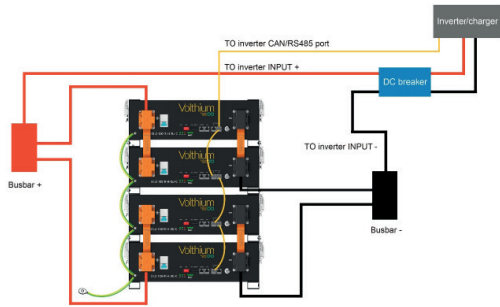 Inverter/charger
TO inverter CAN/RS485 port
TO inverter INPUT +
DC breaker
Volthium
TO inverter INPUT -
Volthium
Busbar +
Volthium
Busbar -
Volthium